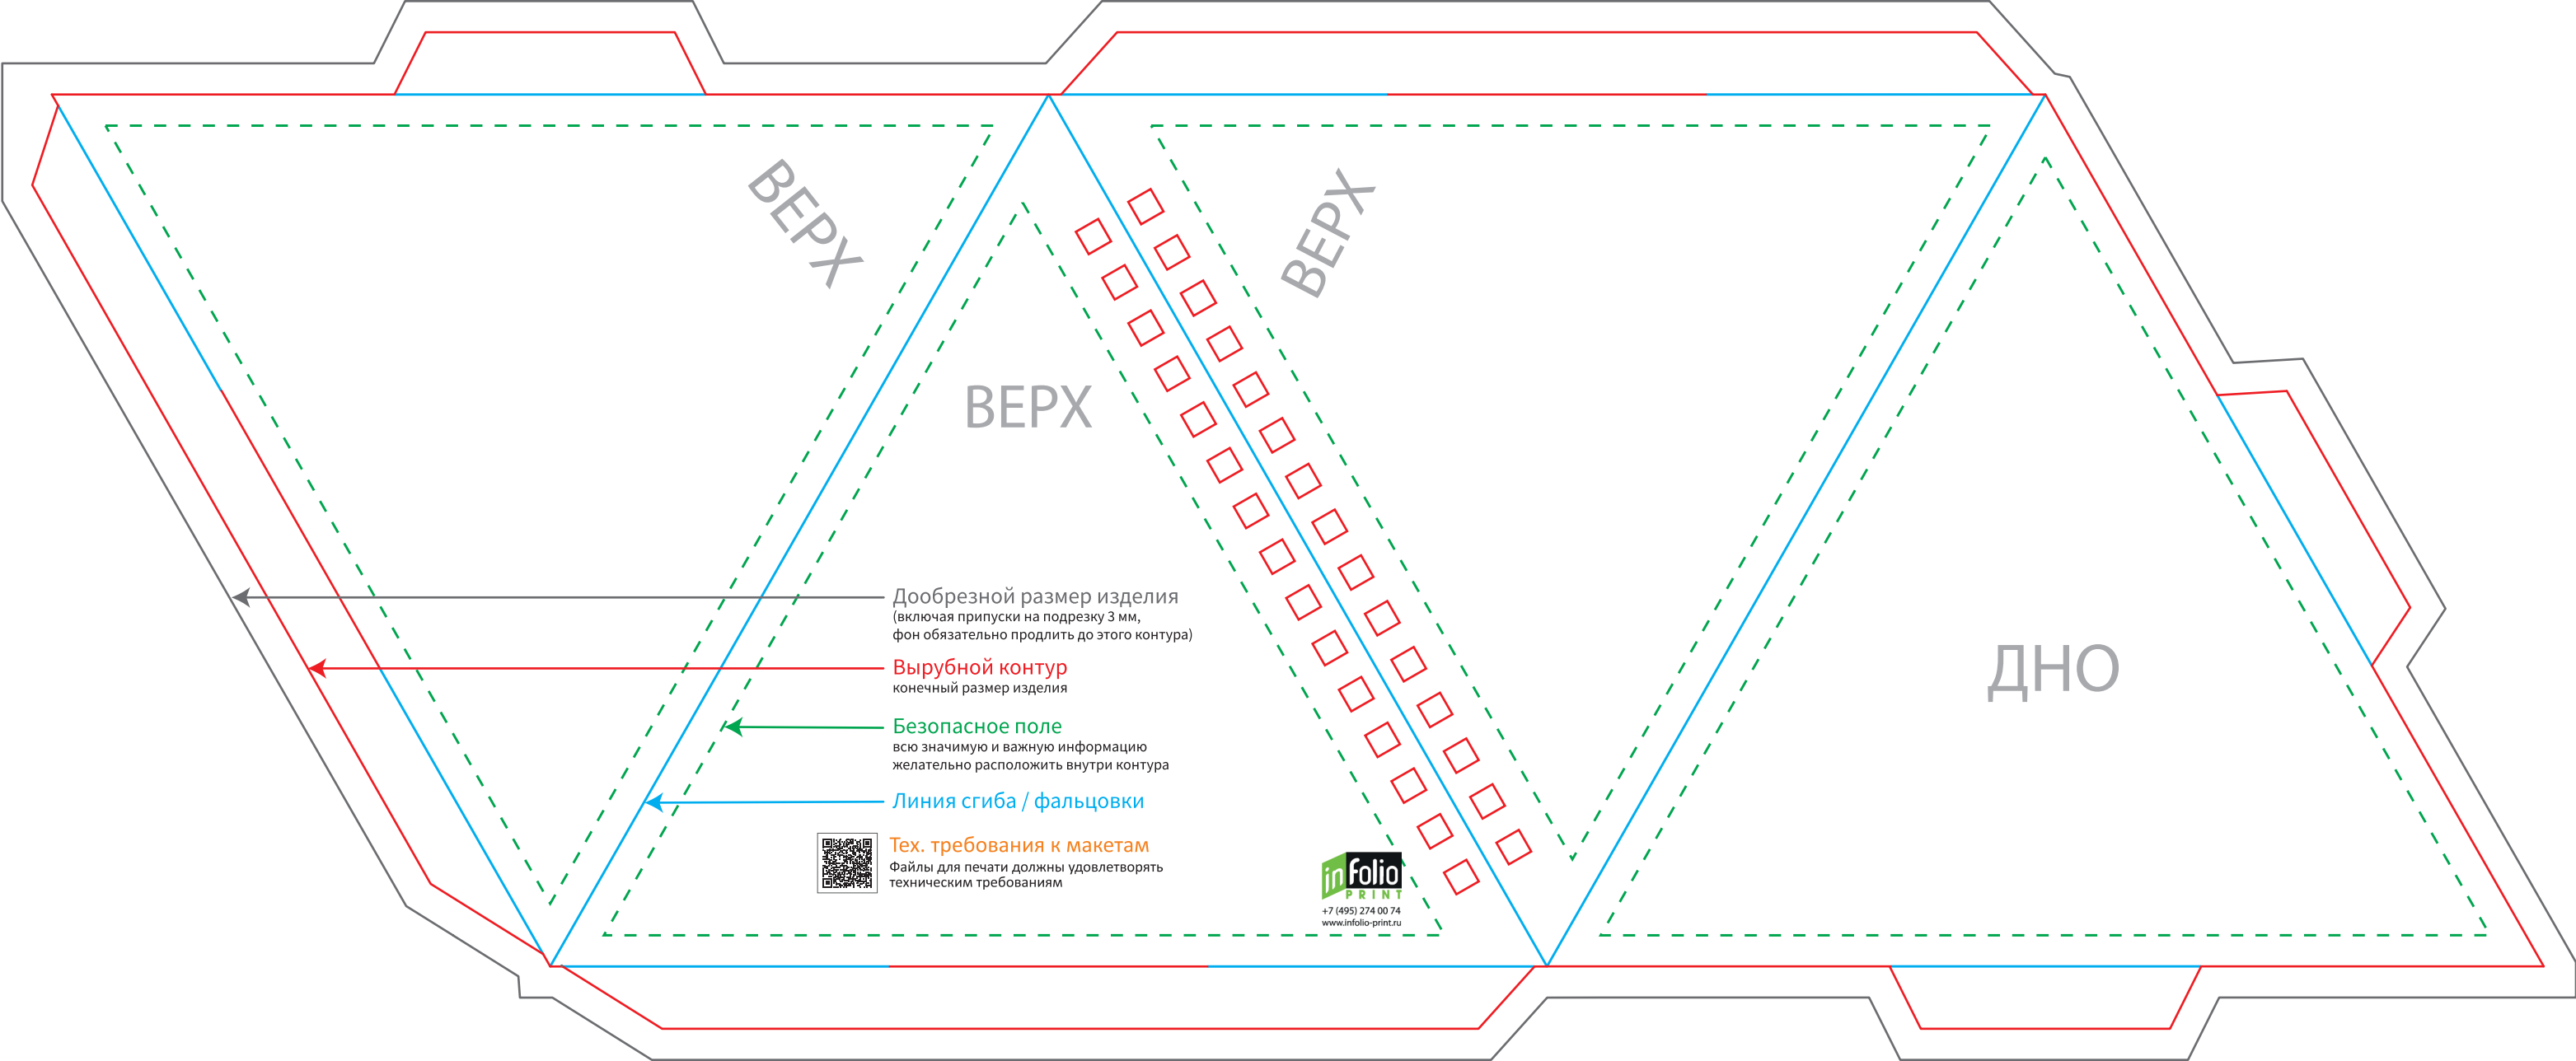 ВЕРХ
ВЕРХ
ВЕРХ
Дообрезной размер изделия
(включая припуски на подрезку 3 мм,
фон обязательно продлить до этого контура)
Вырубной контур
конечный размер изделия
Безопасное поле
всю значимую и важную информацию
желательно расположить внутри контура
Линия сгиба / фальцовки
Тех. требования к макетам
Файлы для печати должны удовлетворять
техническим требованиям
in folio
PRINT
+7 (495) 274 00 74
www.infolio-print.ru
ДНО